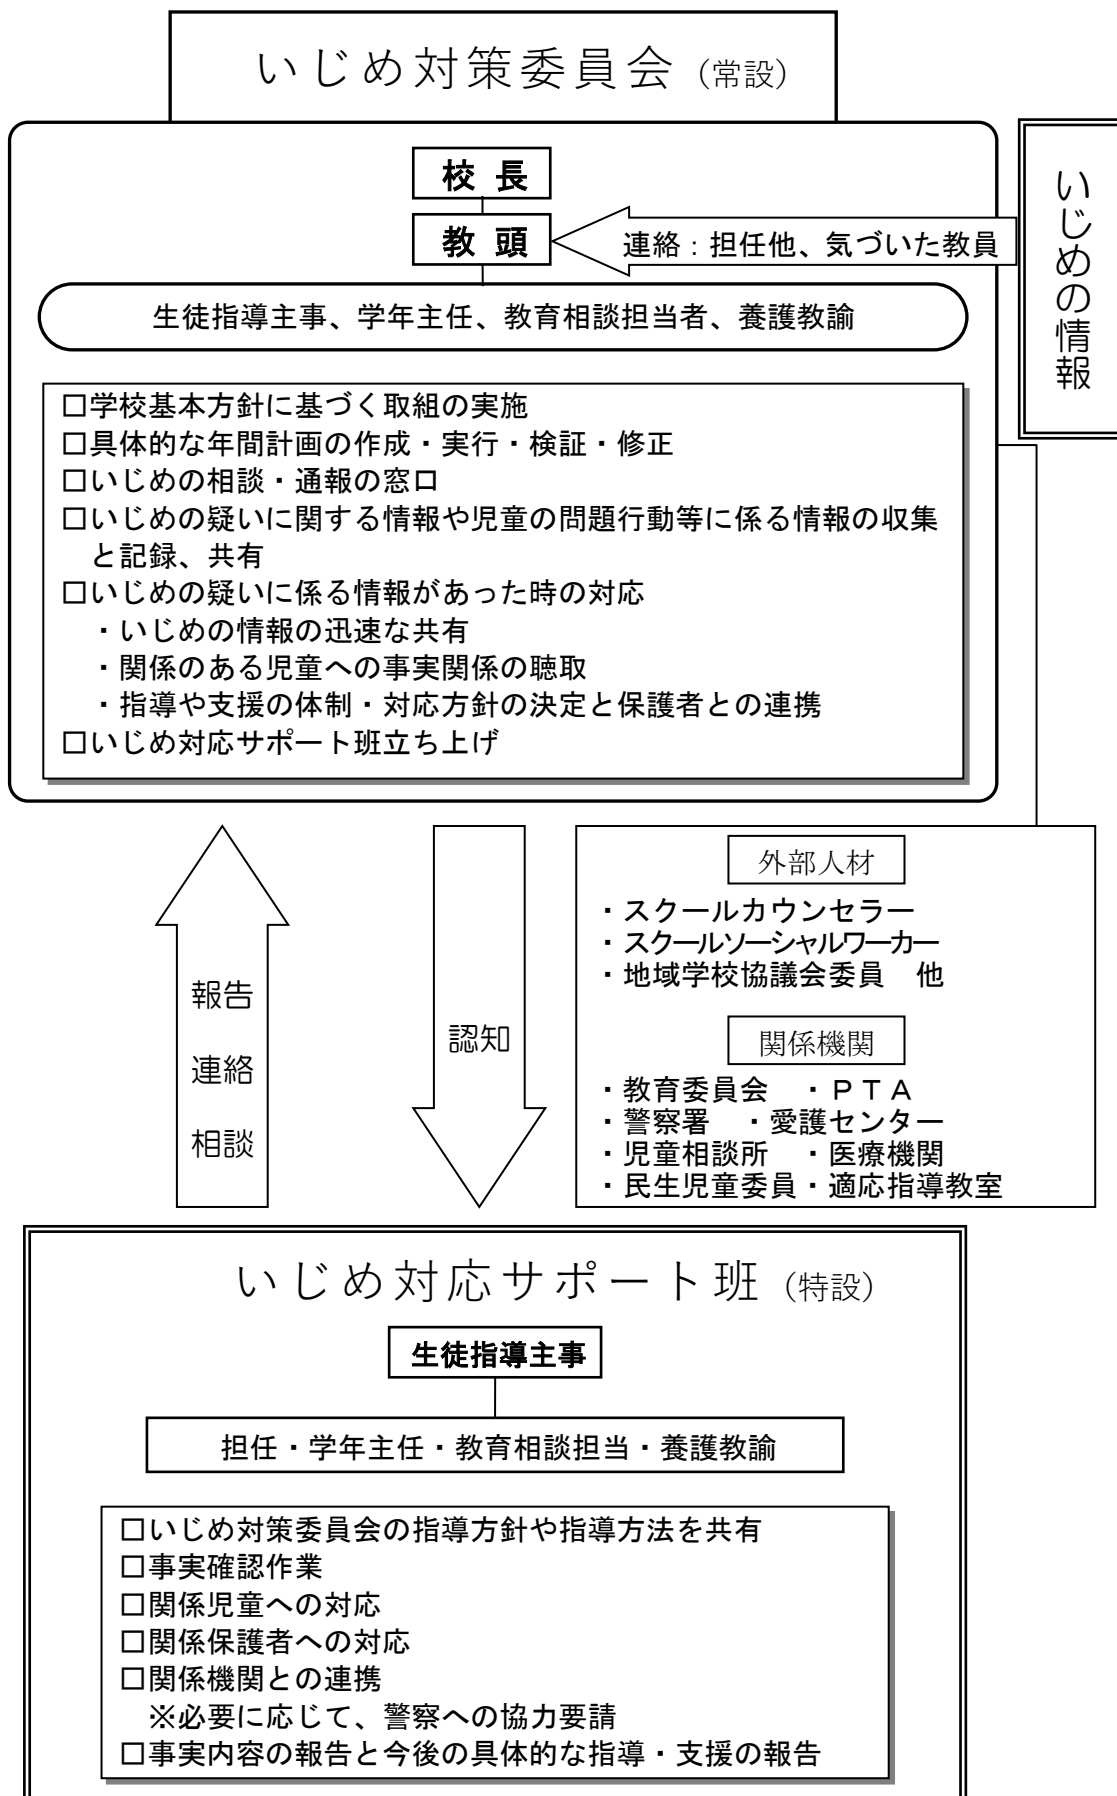 いじめ対策委員会（常設）
校 長
教 頭
連絡：担任他、気づいた教員
いじめの情報
生徒指導主事、学年主任、教育相談担当者、養護教諭
□学校基本方針に基づく取組の実施
□具体的な年間計画の作成・実行・検証・修正
□いじめの相談・通報の窓口
□いじめの疑いに関する情報や児童の問題行動等に係る情報の収集
と記録、共有
□いじめの疑いに係る情報があった時の対応
・いじめの情報の迅速な共有
・関係のある児童への事実関係の聴取
・指導や支援の体制・対応方針の決定と保護者との連携
□いじめ対応サポート班立ち上げ
報告
連絡
相談
認知
外部人材
・スクールカウンセラー
・スクールソーシャルワーカー
・地域学校協議会委員　他
関係機関
・教育委員会　・ＰＴＡ
・警察署　・愛護センター
・児童相談所　・医療機関
・民生児童委員・適応指導教室
いじめ対応サポート班（特設）
生徒指導主事
担任・学年主任・教育相談担当・養護教諭
□いじめ対策委員会の指導方針や指導方法を共有
□事実確認作業
□関係児童への対応
□関係保護者への対応
□関係機関との連携
※必要に応じて、警察への協力要請
□事実内容の報告と今後の具体的な指導・支援の報告